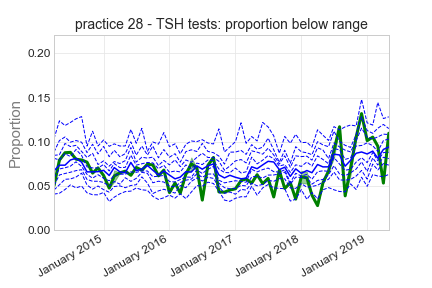 practice 28 - TSH tests: proportion below range
Proportion
0.20
0.15
0.10
0.05
0.00
January 2015
January 2016
January 2017
January 2018
January 2019